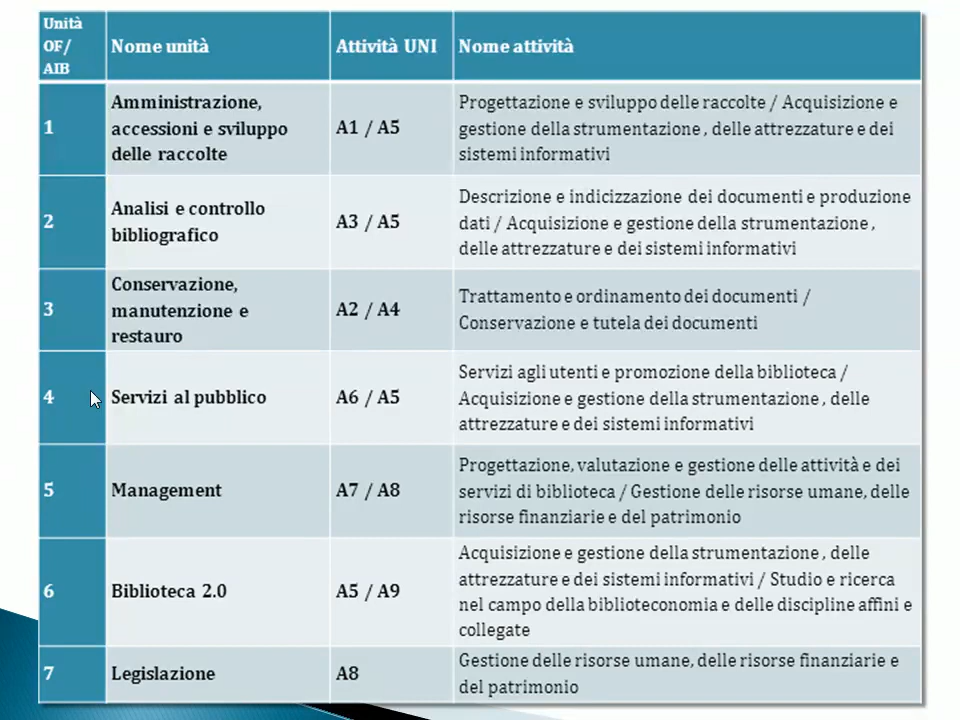 Unità
OF/
AIB
Nome unità
Attività UNI
Nome attività
1
Amministrazione,
accessioni e sviluppo
delle raccolte
A1 / A5
Progettazione e sviluppo delle raccolte / Acquisizione e
gestione della strumentazione , delle attrezzature e dei
sistemi informativi
2
Analisi e controllo
bibliografico
A3 / A5
Descrizione e indicizzazione dei documenti e produzione
dati / Acquisizione e gestione della strumentazione ,
delle attrezzature e dei sistemi informativi
3
Conservazione,
manutenzione e
restauro
A2 / A4
Trattamento e ordinamento dei documenti /
Conservazione e tutela dei documenti
4
Servizi al pubblico
A6 / A5
Servizi agli utenti e promozione della biblioteca /
Acquisizione e gestione della strumentazione , delle
attrezzature e dei sistemi informativi
5
Management
A7 / A8
Progettazione, valutazione e gestione delle attività e dei
servizi di biblioteca / Gestione delle risorse umane, delle
risorse finanziarie e del patrimonio
6
Biblioteca 2.0
A5 / A9
Acquisizione e gestione della strumentazione , delle
attrezzature e dei sistemi informativi / Studio e ricerca
nel campo della biblioteconomia e delle discipline affini e
collegate
7
Legislazione
A8
Gestione delle risorse umane, delle risorse finanziarie e
del patrimonio